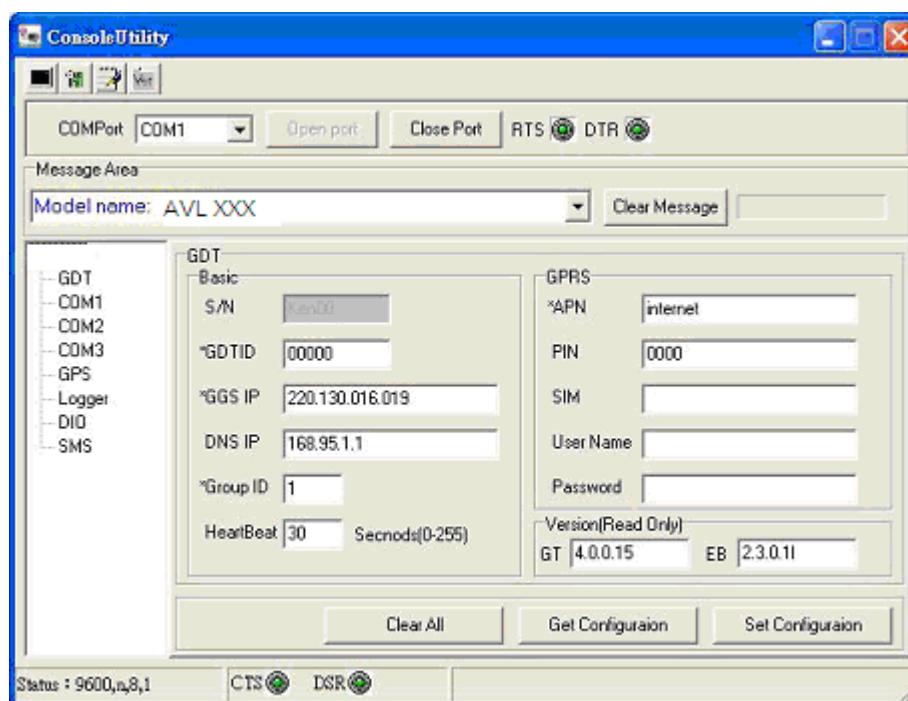 ConsoleUtility
COMPort COM1 Open port Close Port RTS DTR
Message Area
Model name: AVL XXX Clear Message
GDT
COM1
COM2
COM3
GPS
Logger
DIO
SMS
GDT
Basic
S/N
*GDTID 00000
*GGS IP 220.130.016.019
DNS IP 168.95.1.1
*Group ID 1
HeartBeat 30 Secnods(0-255)
GPRS
*APN internet
PIN 0000
SIM
User Name
Password
Version(Read Only)
GT 4.0.0.15 EB 2.3.0.1I
Clear All Get Configuraion Set Configuraion
Status : 9600,n,8,1 CTS DSR